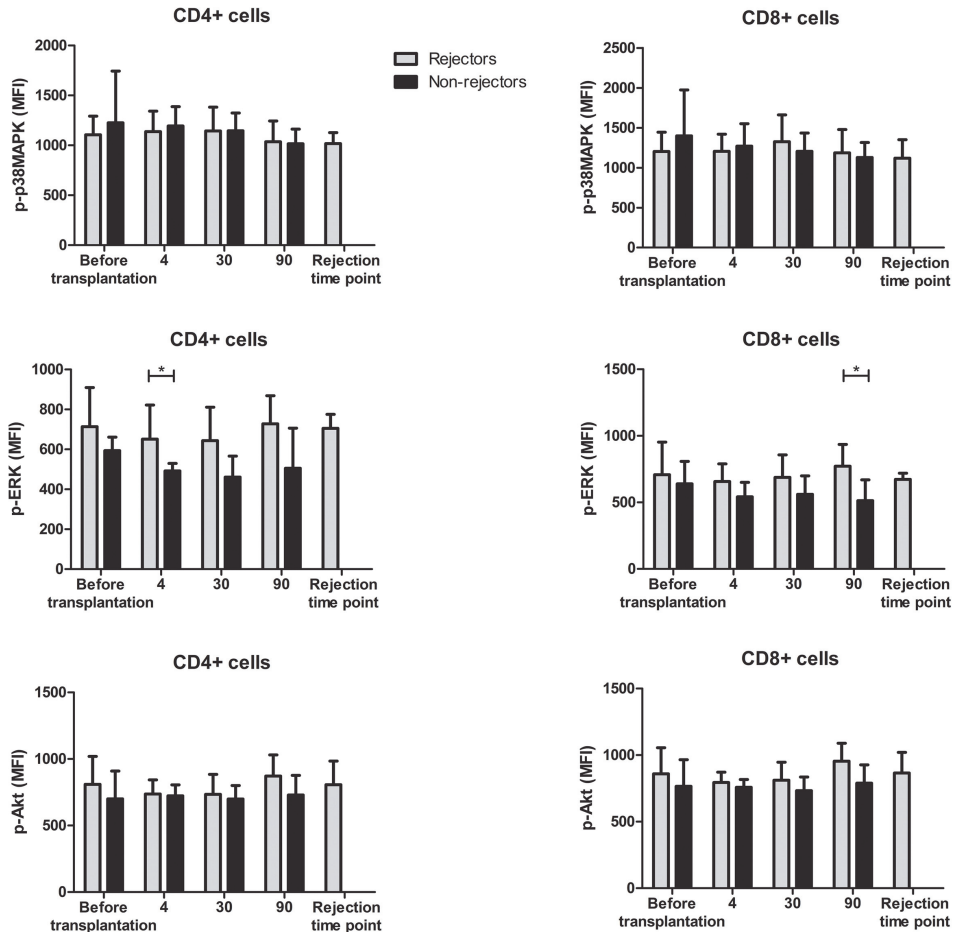 CD4+ cells
p-p38MAPK (MFI)
2000
1500
1000
500
0
Before
transplantation
4
30
90
Rejection
time point
Rejectors
Non-rejectors
CD8+ cells
p-p38MAPK (MFI)
2500
2000
1500
1000
500
0
Before
transplantation
4
30
90
Rejection
time point
CD4+ cells
p-ERK (MFI)
1000
800
600
400
200
0
*
Before
transplantation
4
30
90
Rejection
time point
CD8+ cells
p-ERK (MFI)
1500
1000
500
0
*
Before
transplantation
4
30
90
Rejection
time point
CD4+ cells
p-Akt (MFI)
1500
1000
500
0
Before
transplantation
4
30
90
Rejection
time point
CD8+ cells
p-Akt (MFI)
1500
1000
500
0
Before
transplantation
4
30
90
Rejection
time point